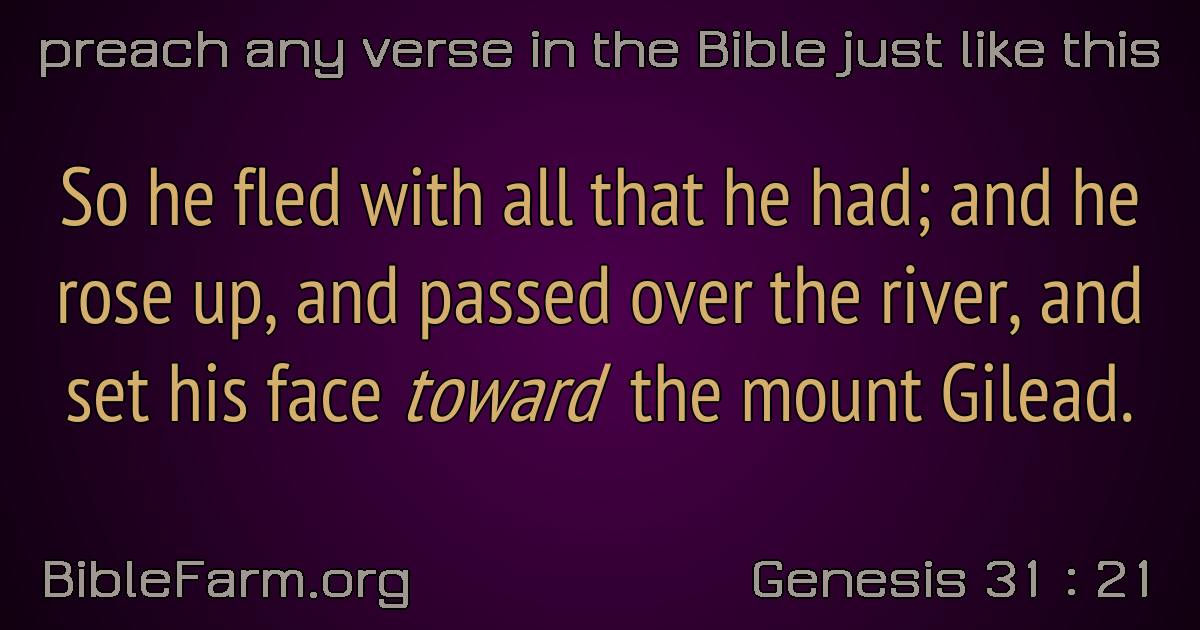 preach any verse in the Bible just like this
So he fled with all that he had; and he
rose up, and passed over the river, and
set his face toward the mount Gilead.
BibleFarm.org
Genesis 31 : 21